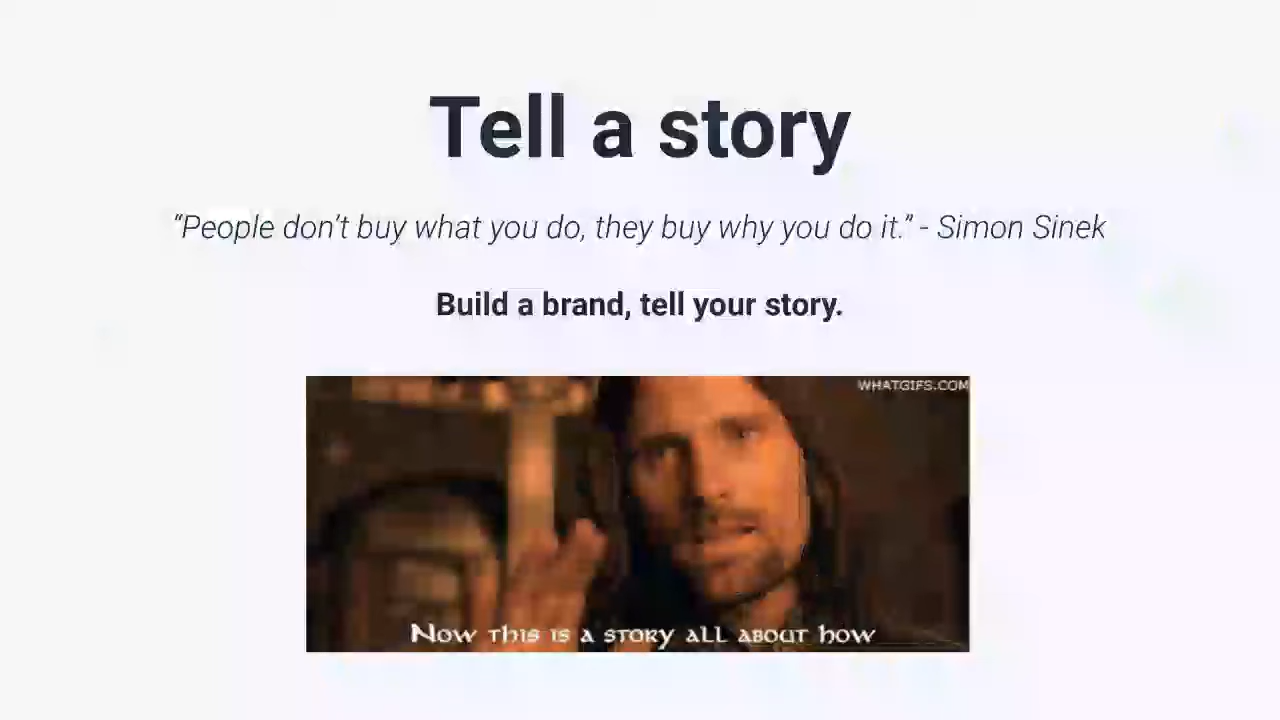 Tell a story
“People don’t buy what you do, they buy why you do it.” - Simon Sinek
Build a brand, tell your story.
WHATGIFS.COM
Now this is a story all about how